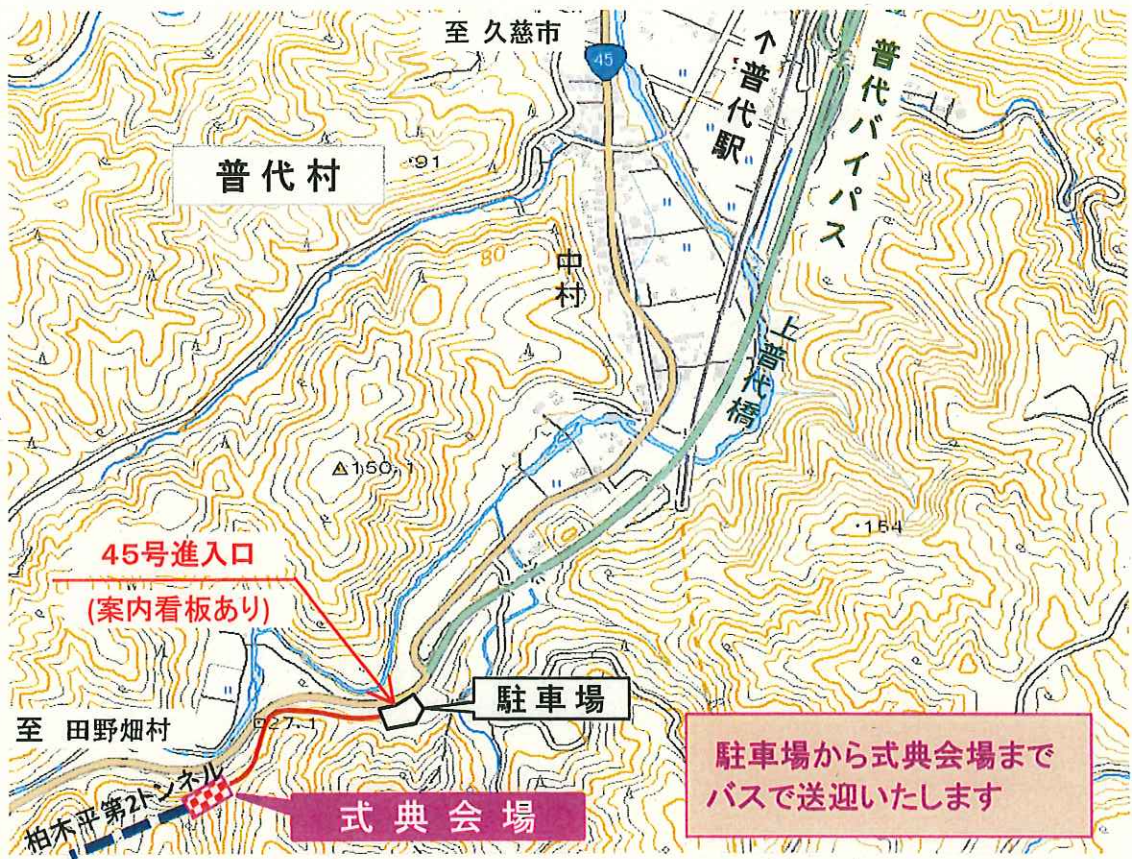 至 久慈市
45
↑普代駅
普代バイパス
普代村
・91
80
中村
上普代橋
150.1
・154
45号進入口
(案内看板あり)
駐車場
27.1
至 田野畑村
柏木平第2トンネル
式典会場
駐車場から式典会場まで
バスで送迎いたします